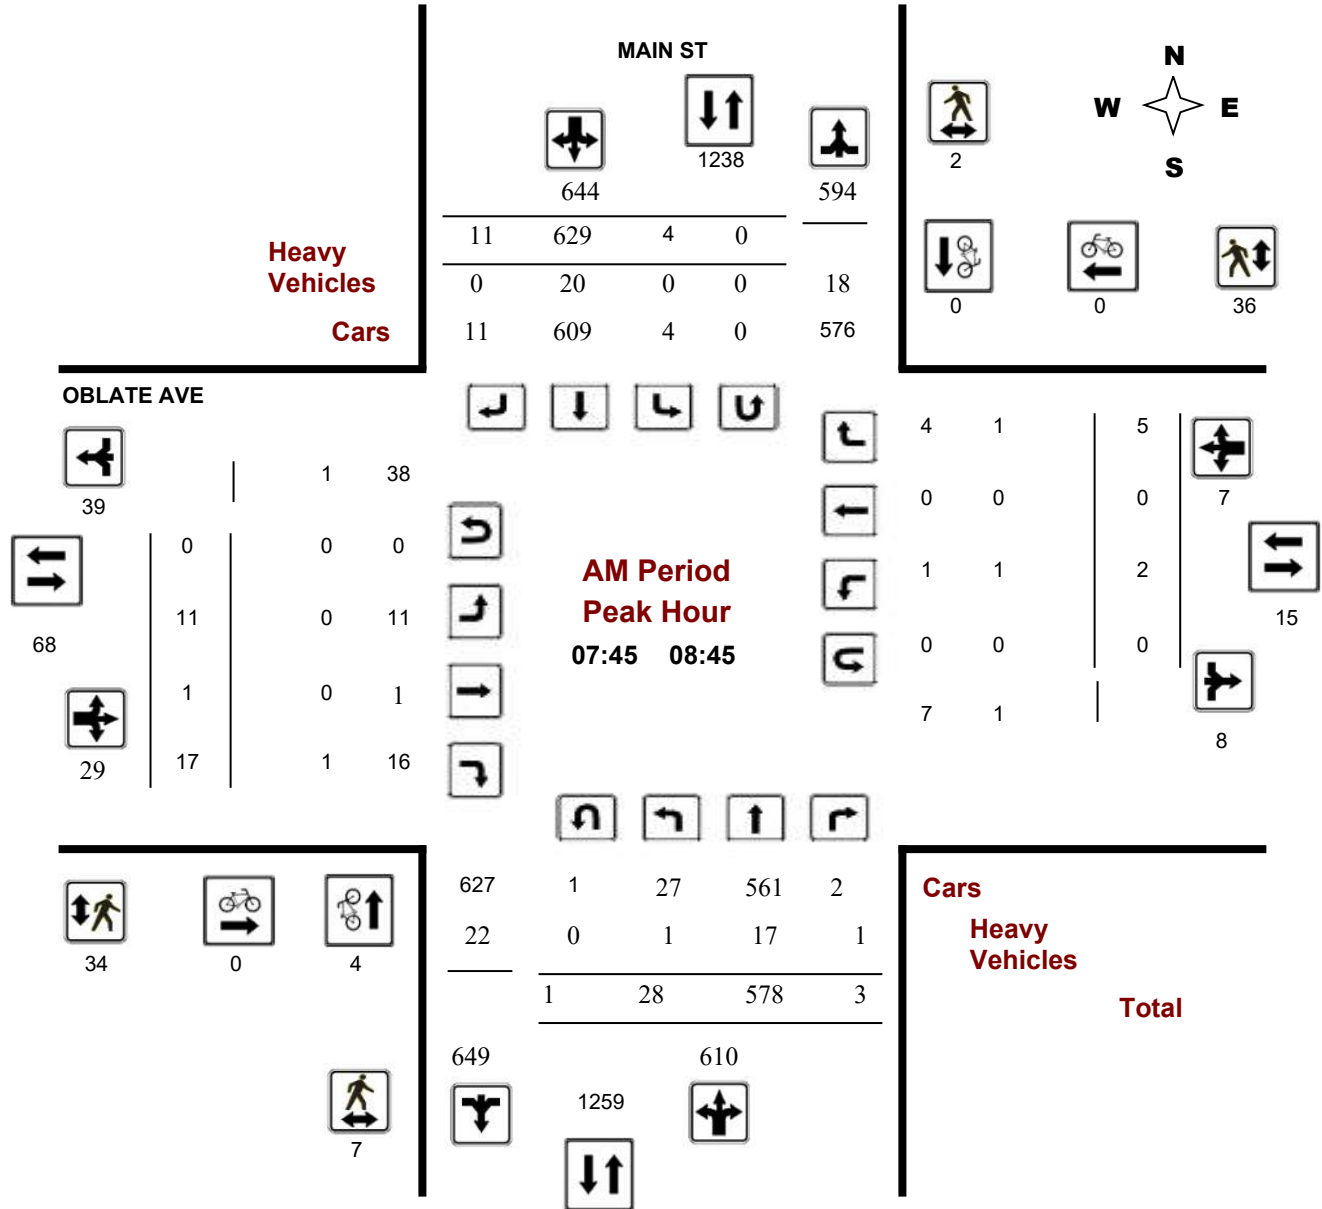 MAIN ST
N
W E
S
1238
2
644
594
11 629 4 0
Heavy
Vehicles
0 20 0 0 18
Cars
11 609 4 0 576
0 0 36
OBLATE AVE
4 1 5
1 38
39
0 0 0
7
0 0 0
AM Period
1 1 2
Peak Hour
11 0 11
15
68
07:45 08:45
0 0 0
1 0 1
7 1
8
29
17 1 16
627 1 27 561 2
Cars
22 0 1 17 1
Heavy
Vehicles
34 0 4
1 28 578 3
Total
649
610
1259
7